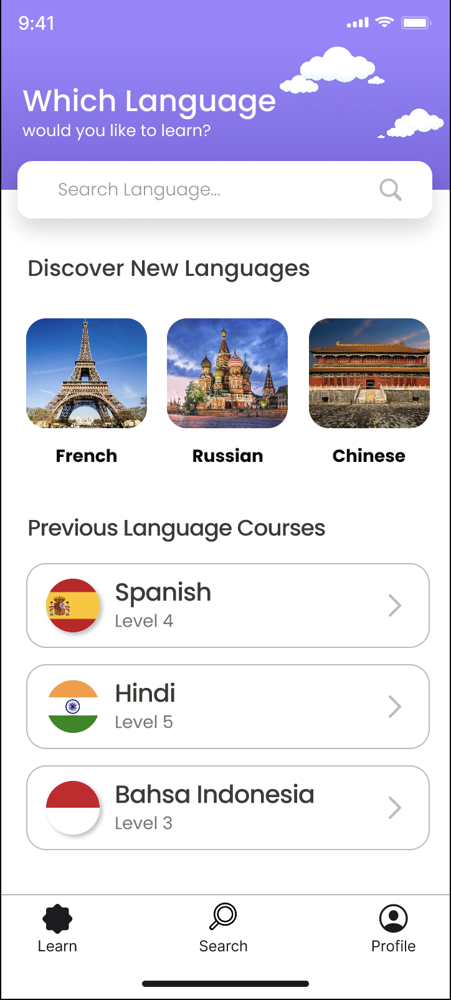 9:41
Which Language
would you like to learn?
Search Language...
Discover New Languages
French
Russian
Chinese
Previous Language Courses
Spanish
Level 4
Hindi
Level 5
Bahsa Indonesia
Level 3
Learn
Search
Profile